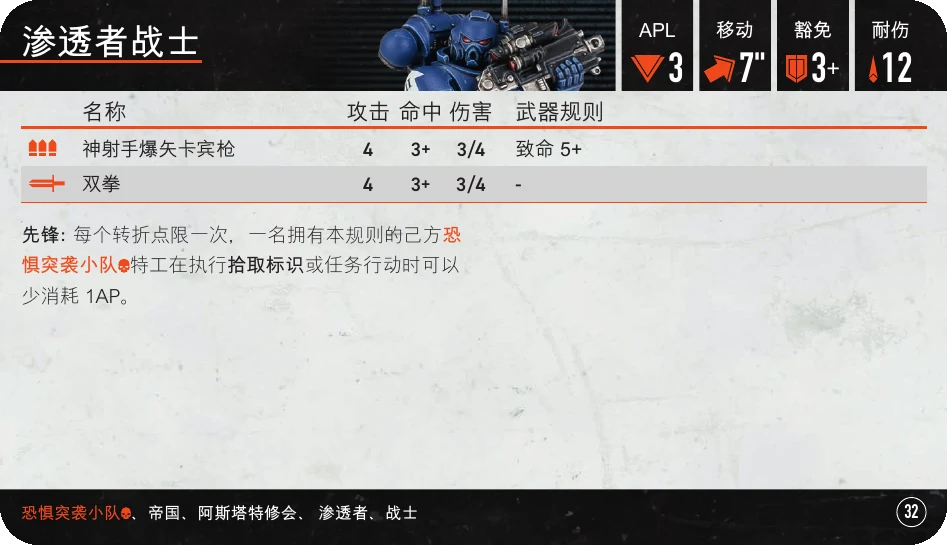 渗透者战士
APL 移动 豁免 耐伤
3 7" 3+ 12
名称 攻击 命中 伤害 武器规则
神射手爆矢卡宾枪 4 3+ 3/4 致命 5+
双拳 4 3+ 3/4 -
先锋: 每个转折点限一次，一名拥有本规则的己方恐
惧突袭小队特工在执行拾取标识或任务行动时可以
少消耗 1AP。
恐惧突袭小队、帝国、阿斯塔特修会、 渗透者、战士
32